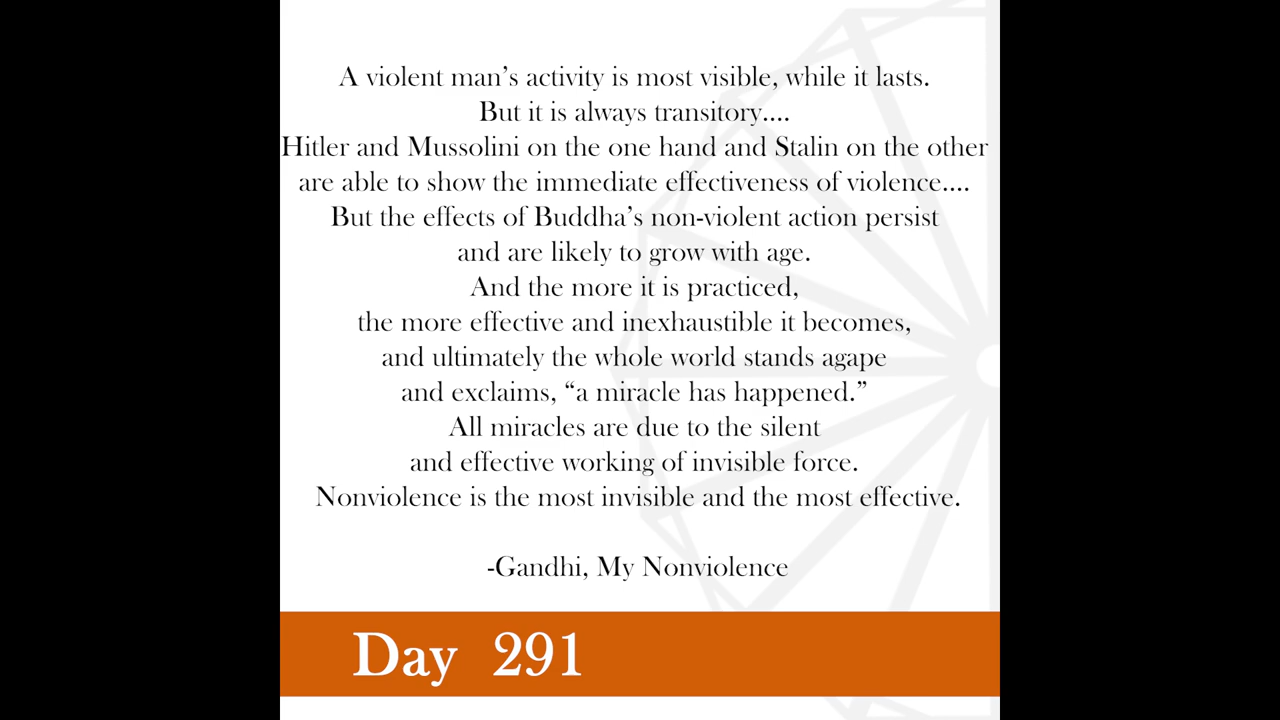 A violent man’s activity is most visible, while it lasts.
But it is always transitory....
Hitler and Mussolini on the one hand and Stalin on the other
are able to show the immediate effectiveness of violence....
But the effects of Buddha’s non-violent action persist
and are likely to grow with age.
And the more it is practiced,
the more effective and inexhaustible it becomes,
and ultimately the whole world stands agape
and exclaims, “a miracle has happened.”
All miracles are due to the silent
and effective working of invisible force.
Nonviolence is the most invisible and the most effective.
-Gandhi, My Nonviolence
Day 291